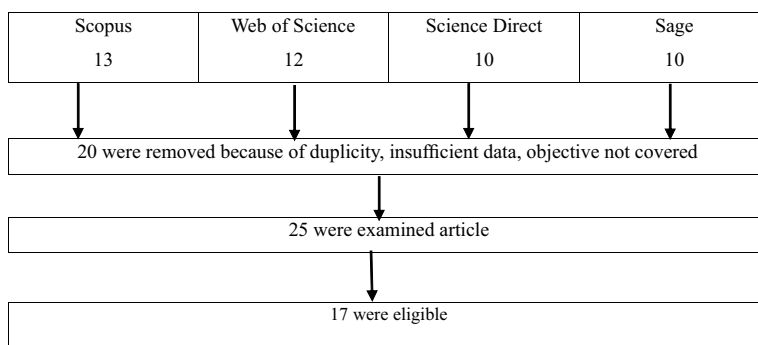 Scopus Web of Science Science Direct Sage
13 12 10 10
20 were removed because of duplicity, insufficient data, objective not covered
25 were examined article
17 were eligible